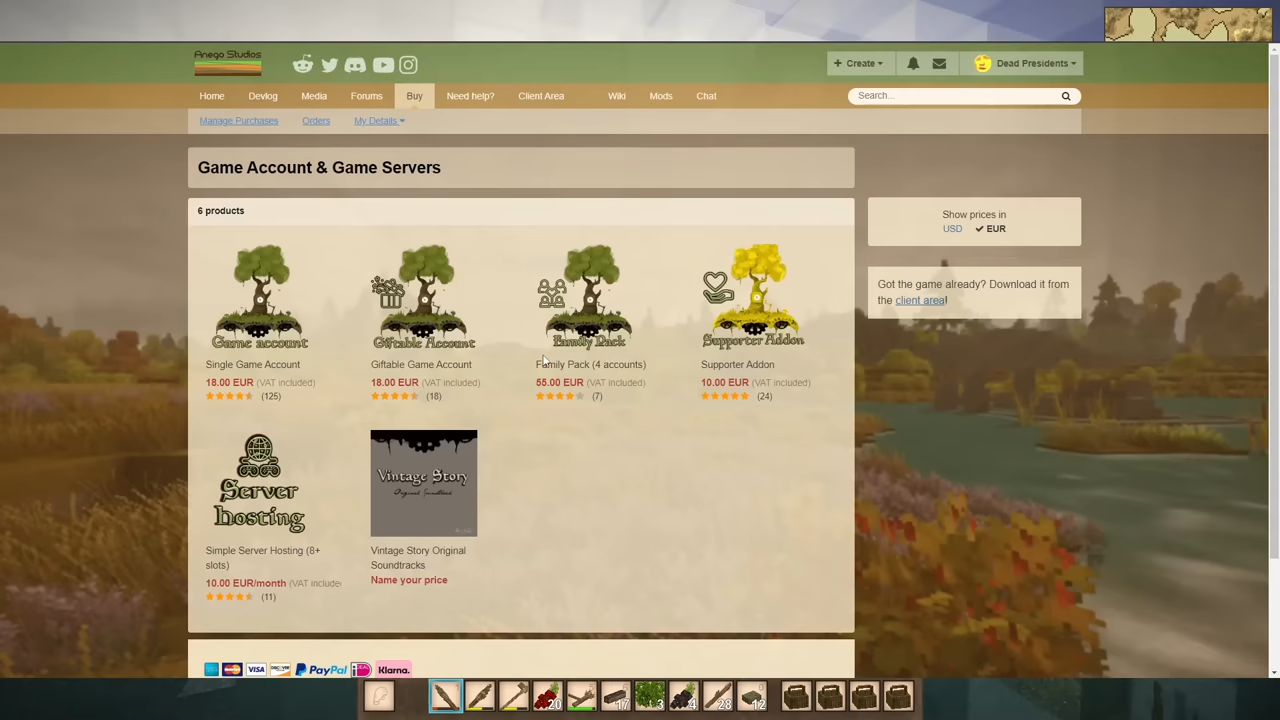 Anego Studios
+ Create
Dead Presidents
Home Devlog Media Forums Buy Need help? Client Area Wiki Mods Chat
Search...
Manage Purchases Orders My Details
Game Account & Game Servers
6 products
Show prices in
USD ✓ EUR
Got the game already? Download it from
the client area!
Game account
Giftable Account
Family Pack
Supporter Addon
Single Game Account
18.00 EUR (VAT included)
(125)
Giftable Game Account
18.00 EUR (VAT included)
(18)
Family Pack (4 accounts)
55.00 EUR (VAT included)
(7)
Supporter Addon
10.00 EUR (VAT included)
(24)
Server
hosting
Vintage Story
Original Soundtrack
Simple Server Hosting (8+
slots)
10.00 EUR/month (VAT include
(11)
Vintage Story Original
Soundtracks
Name your price
VISA DISCOVER PayPal iD Klarna.
20 17 3 4 28 12